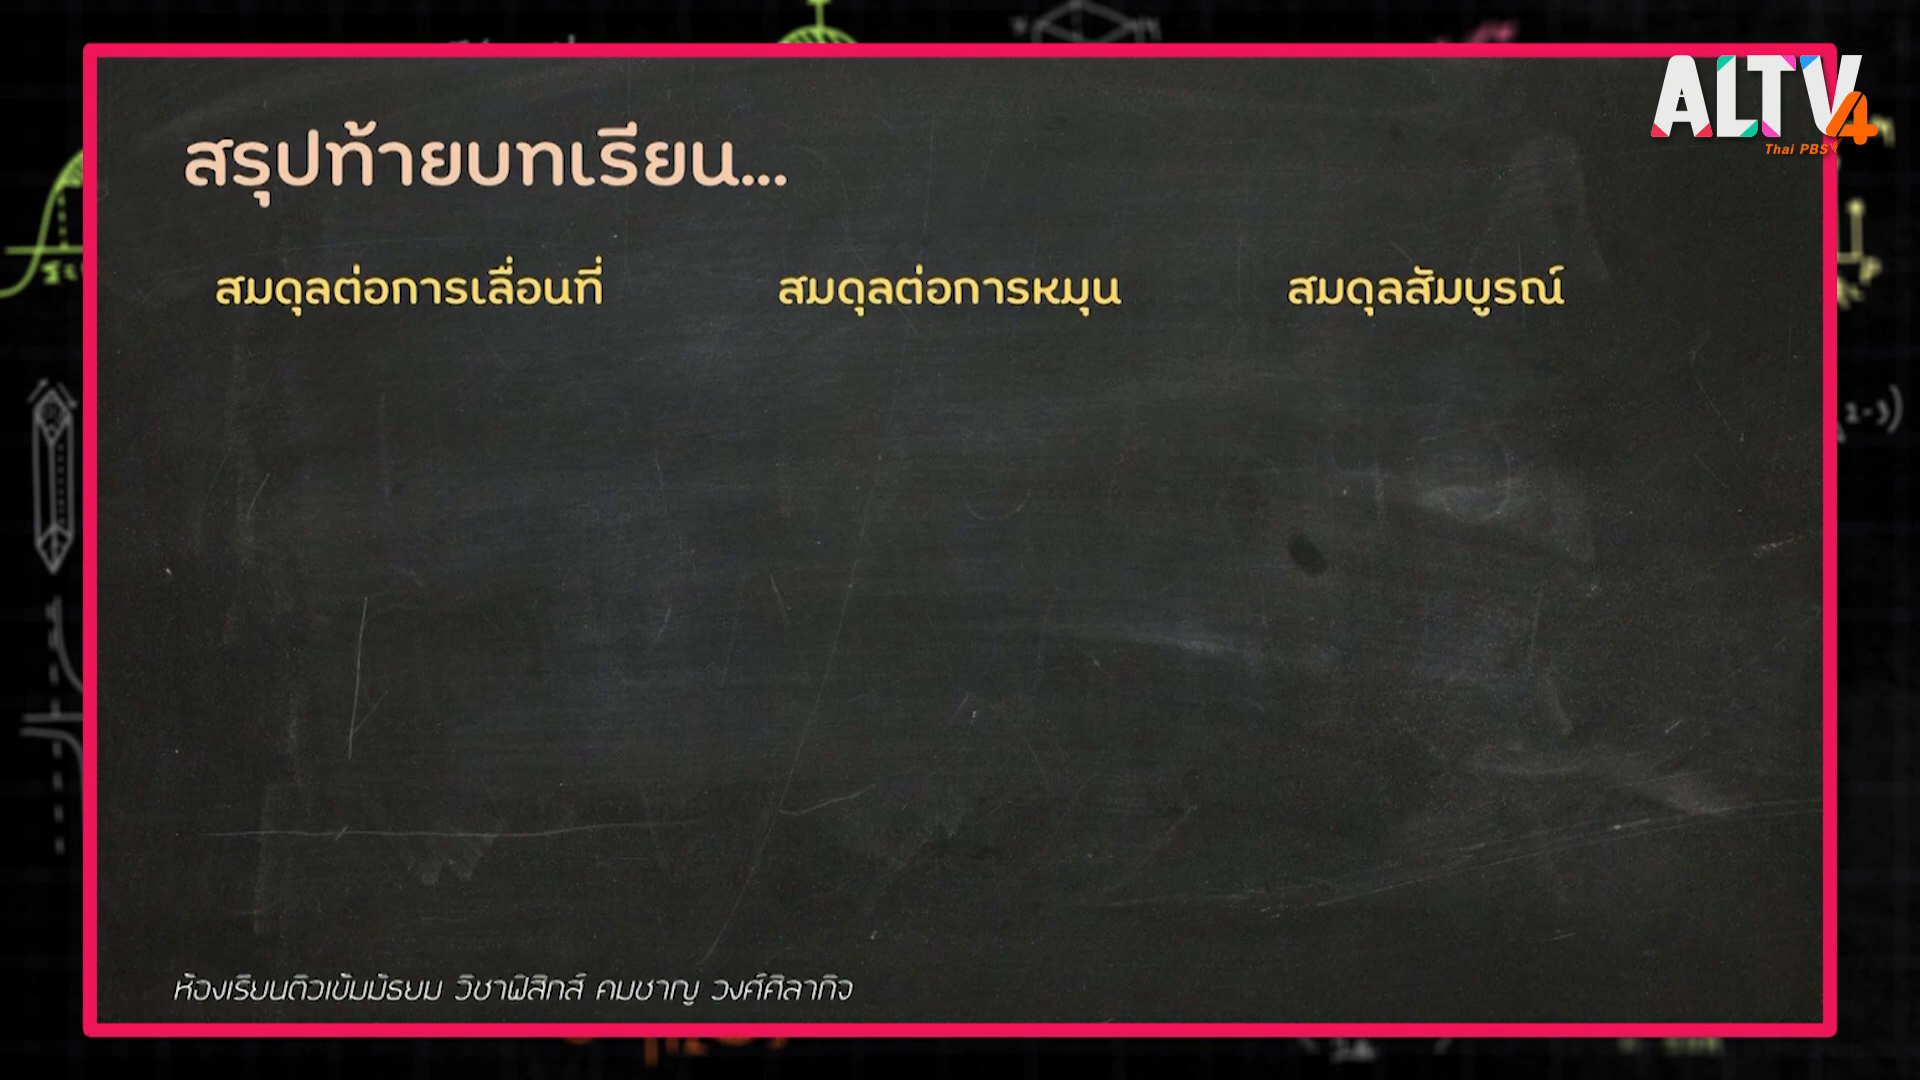 ALTV4
Thai PBS
สรุปท้ายบทเรียน...
สมดุลต่อการเลื่อนที่ สมดุลต่อการหมุน สมดุลสัมบูรณ์
2-3)
ห้องเรียนติวเข้มมัธยม วิชาฟิสิกส์ คมชาญ วงศ์ศิลากิจ